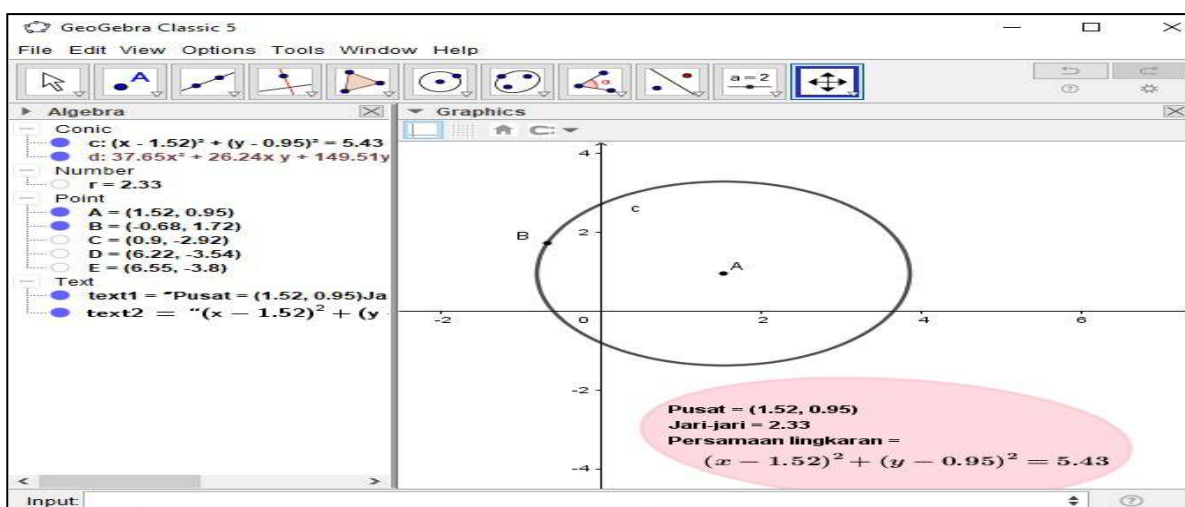 GeoGebra Classic 5
File Edit View Options Tools Window Help
A
a = 2
Algebra
Graphics
Conic
c: (x - 1.52)² + (y - 0.95)² = 5.43
d: 37.65x² + 26.24x y + 149.51y
Number
r = 2.33
Point
A = (1.52, 0.95)
B = (-0.68, 1.72)
C = (0.9, -2.92)
D = (6.22, -3.54)
E = (6.55, -3.8)
Text
text1 = "Pusat = (1.52, 0.95)Ja
text2 = "(x − 1.52)² + (y
4
c
2
B
A
-2
0
2
4
6
-2
-4
Pusat = (1.52, 0.95)
Jari-jari = 2.33
Persamaan lingkaran =
(x − 1.52)² + (y − 0.95)² = 5.43
Input: